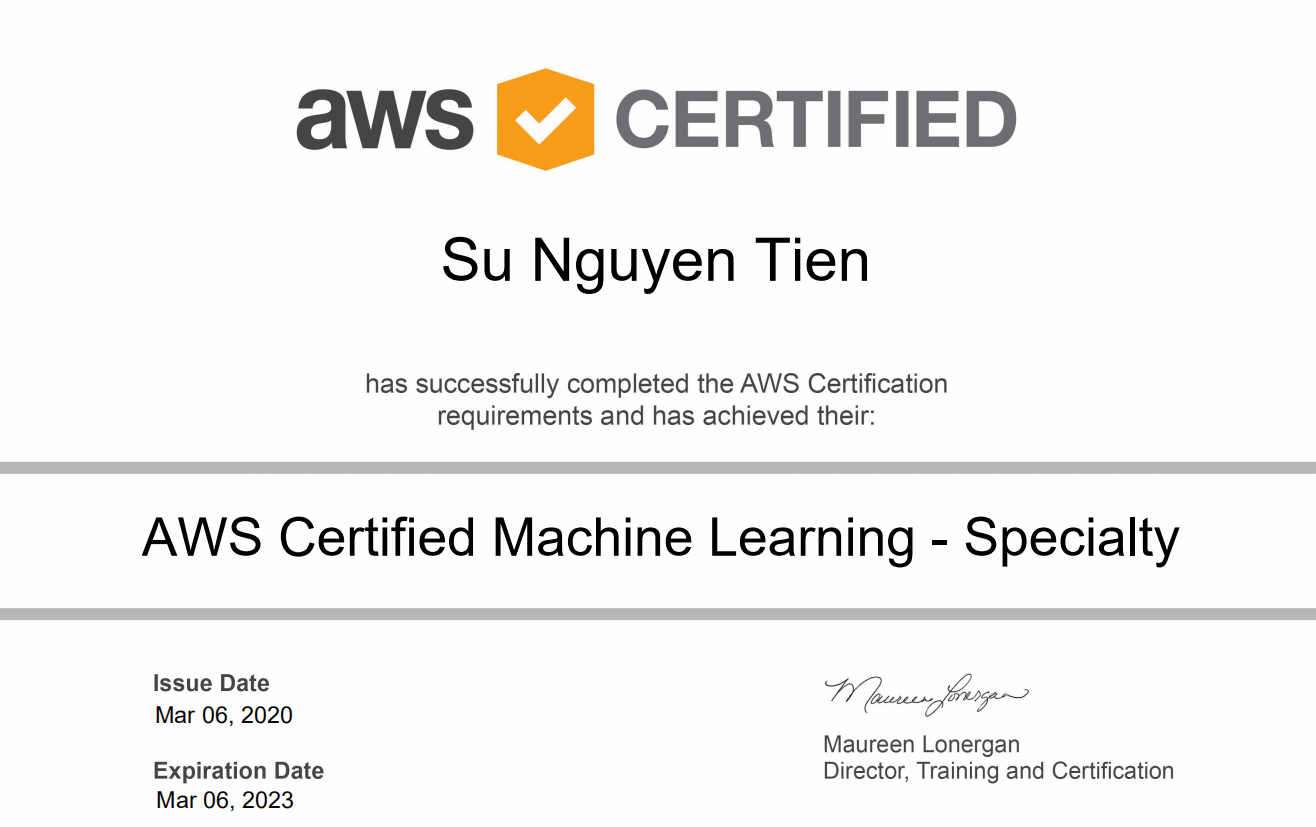 aws CERTIFIED
Su Nguyen Tien
has successfully completed the AWS Certification
requirements and has achieved their:
AWS Certified Machine Learning - Specialty
Issue Date
Mar 06, 2020
Expiration Date
Mar 06, 2023
Maureen Lonergan
Maureen Lonergan
Director, Training and Certification